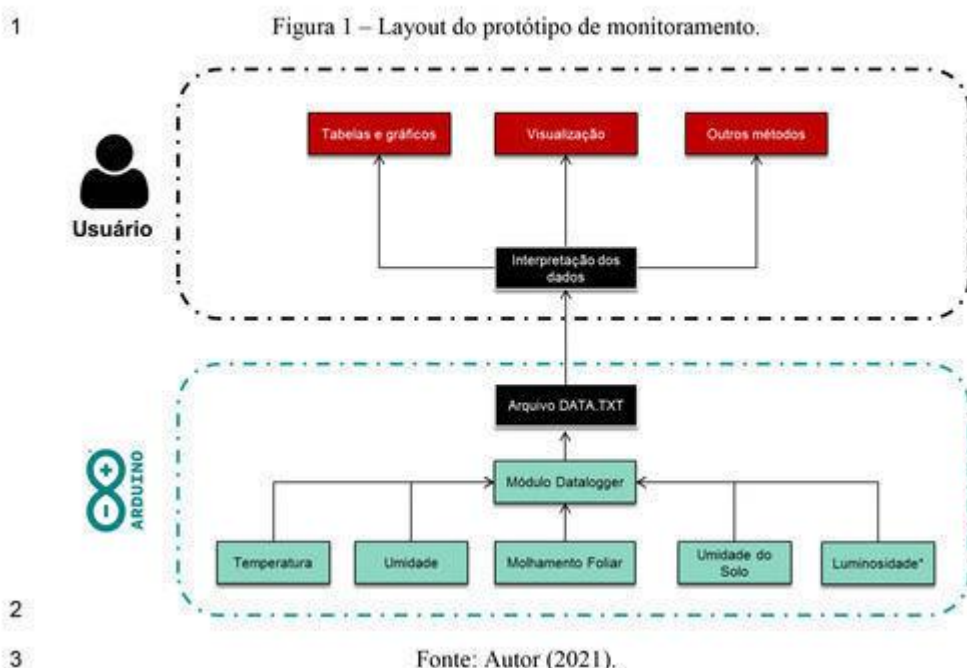 1
Figura 1 – Layout do protótipo de monitoramento.
Tabelas e gráficos
Visualização
Outros métodos
Usuário
Interpretação dos
dados
Arquivo DATA.TXT
ARDUINO
Módulo Datalogger
Temperatura
Umidade
Molhamento Foliar
Umidade do
Solo
Luminosidade*
2
3
Fonte: Autor (2021).